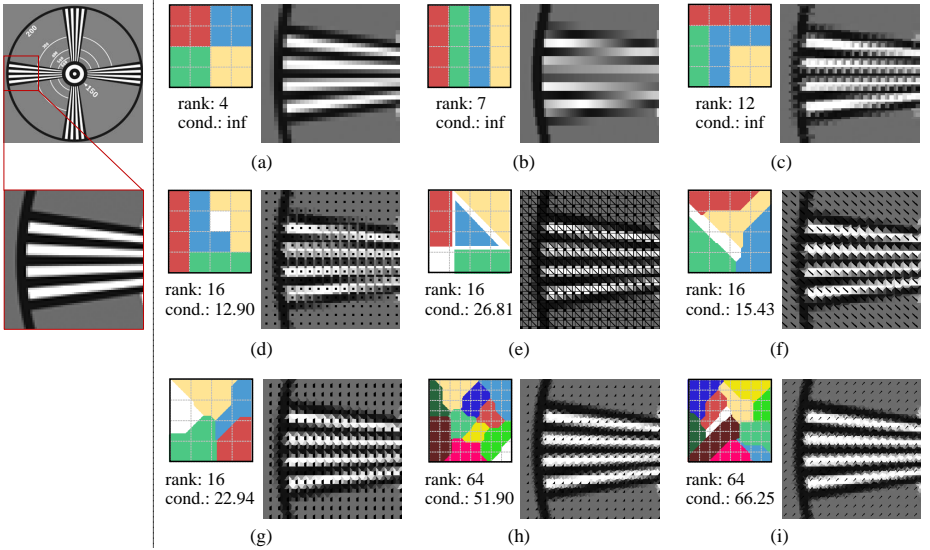 200
150
rank: 4
cond.: inf
(a)
rank: 7
cond.: inf
(b)
rank: 12
cond.: inf
(c)
rank: 16
cond.: 12.90
(d)
rank: 16
cond.: 26.81
(e)
rank: 16
cond.: 15.43
(f)
rank: 16
cond.: 22.94
(g)
rank: 64
cond.: 51.90
(h)
rank: 64
cond.: 66.25
(i)